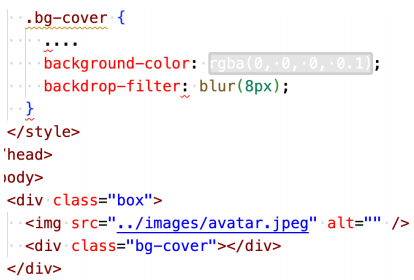 .bg-cover {
....
background-color: rgba(0, 0, 0, 0.1);
backdrop-filter: blur(8px);
}
</style>
/head>
body>
<div class="box">
<img src="../images/avatar.jpeg" alt="" />
<div class="bg-cover"></div>
</div>